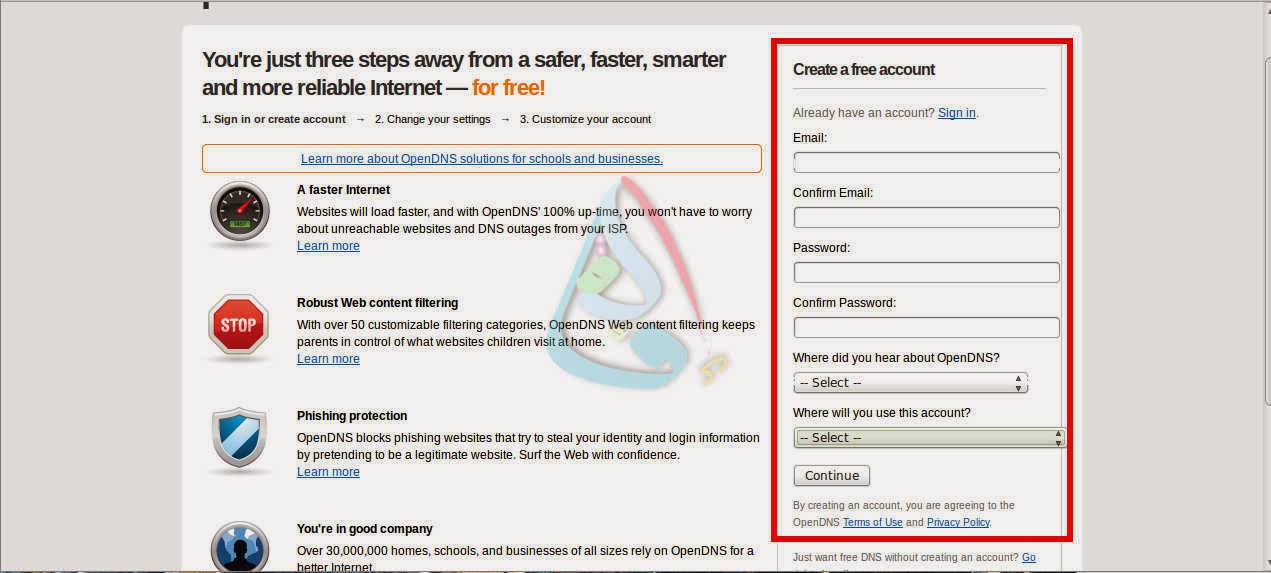 You're just three steps away from a safer, faster, smarter
and more reliable Internet — for free!
1. Sign in or create account → 2. Change your settings → 3. Customize your account
Learn more about OpenDNS solutions for schools and businesses.
A faster Internet
Websites will load faster, and with OpenDNS' 100% up-time, you won't have to worry
about unreachable websites and DNS outages from your ISP.
Learn more
STOP
Robust Web content filtering
With over 50 customizable filtering categories, OpenDNS Web content filtering keeps
parents in control of what websites children visit at home.
Learn more
Phishing protection
OpenDNS blocks phishing websites that try to steal your identity and login information
by pretending to be a legitimate website. Surf the Web with confidence.
Learn more
You're in good company
Over 30,000,000 homes, schools, and businesses of all sizes rely on OpenDNS for a
better Internet.
Create a free account
Already have an account? Sign in.
Email:
Confirm Email:
Password:
Confirm Password:
Where did you hear about OpenDNS?
-- Select --
Where will you use this account?
-- Select --
Continue
By creating an account, you are agreeing to the
OpenDNS Terms of Use and Privacy Policy.
Just want free DNS without creating an account? Go